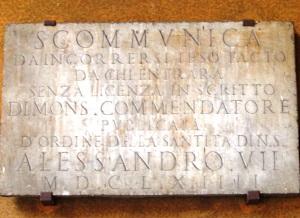 SCOMMVNICA
DA INCORRERSI IPSO FACTO
DA CHI ENTRARA
SENZA LICENZA IN SCRITTO
DI MONS. COMMENDATORE
D'ORDINE DELLA SANTITA DI N.S.
ALESSANDRO. VII
M D C L X I I I